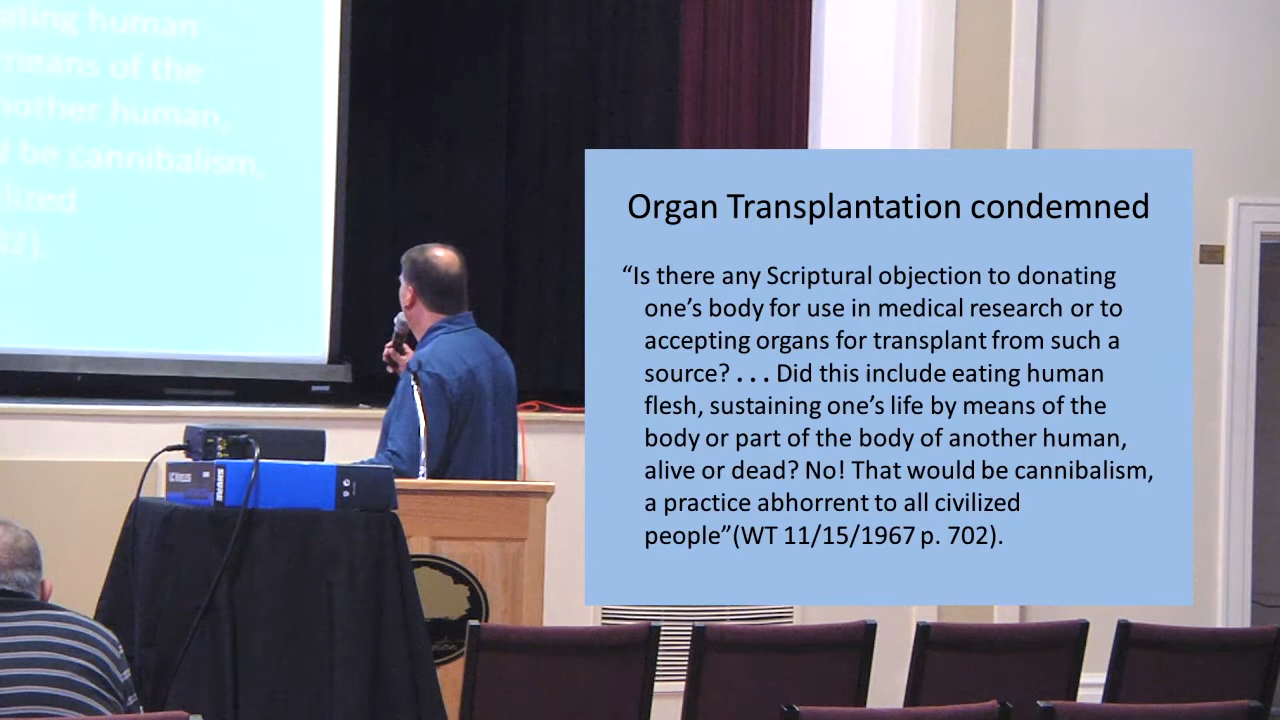 ating human
means of the
nother human,
d be cannibalism,
lized
Organ Transplantation condemned
“Is there any Scriptural objection to donating
one’s body for use in medical research or to
accepting organs for transplant from such a
source? . . . Did this include eating human
flesh, sustaining one’s life by means of the
body or part of the body of another human,
alive or dead? No! That would be cannibalism,
a practice abhorrent to all civilized
people”(WT 11/15/1967 p. 702).
SHURE